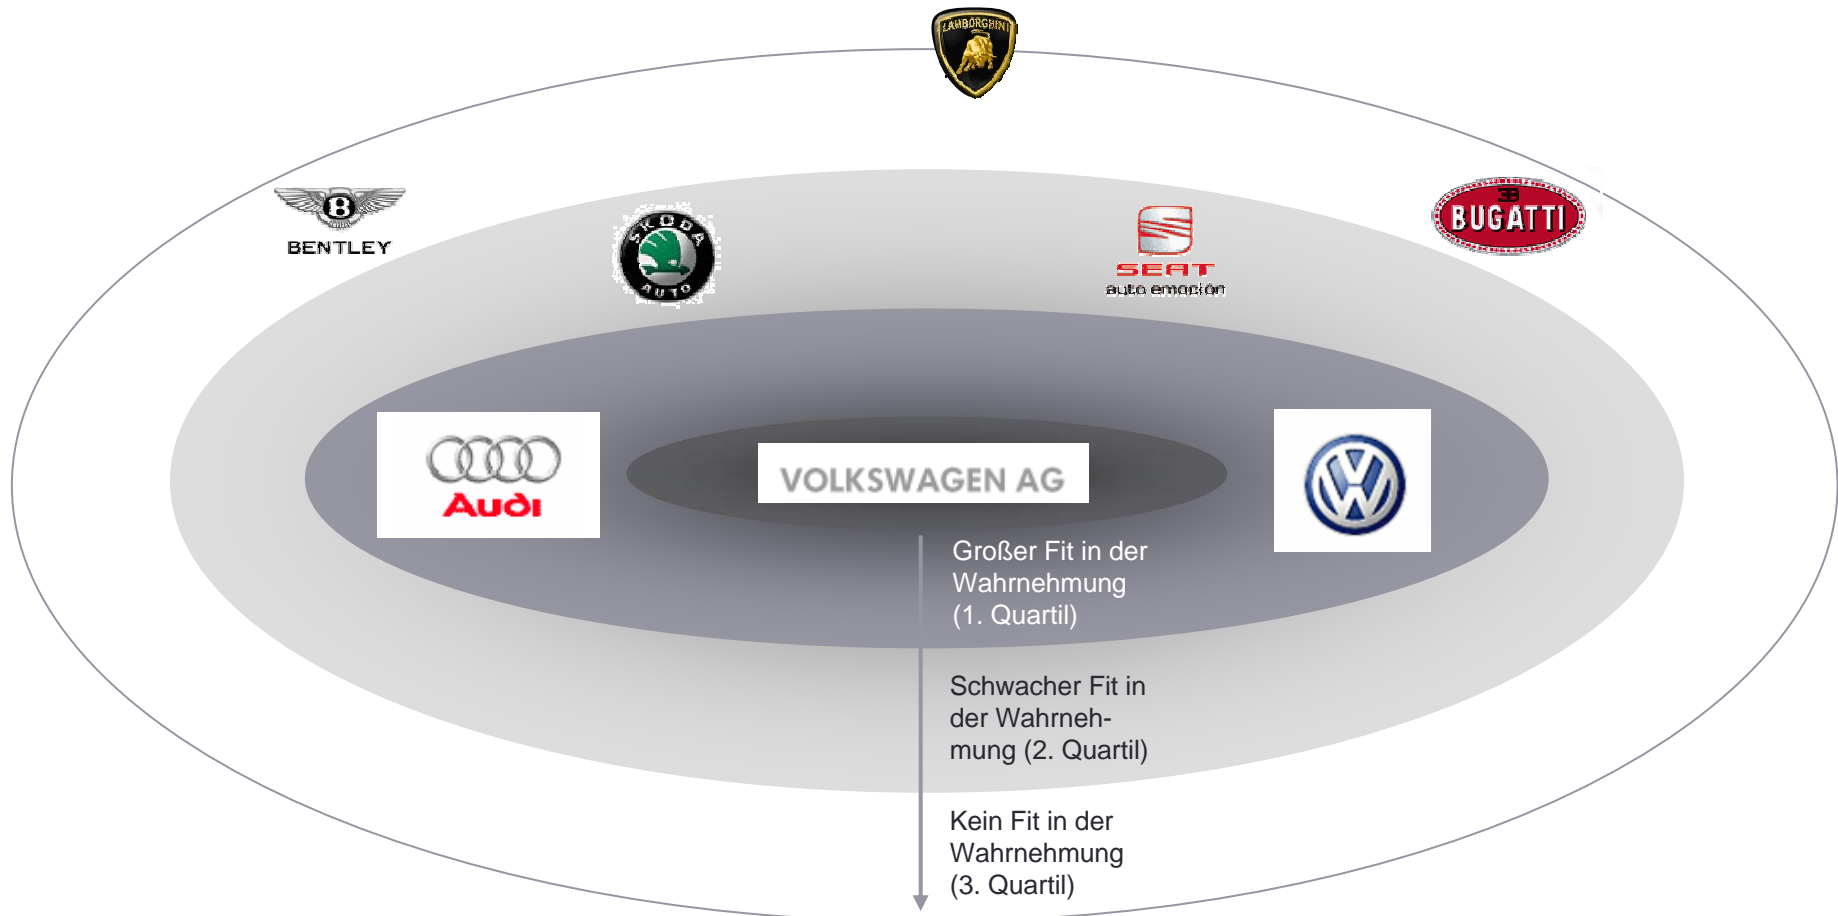 LAMBORGHINI
B
BENTLEY
SKODA
AUTO
SEAT
auto emoción
BUGATTI
Audi
VOLKSWAGEN AG
Großer Fit in der
Wahrnehmung
(1. Quartil)
Schwacher Fit in
der Wahrneh-
mung (2. Quartil)
Kein Fit in der
Wahrnehmung
(3. Quartil)